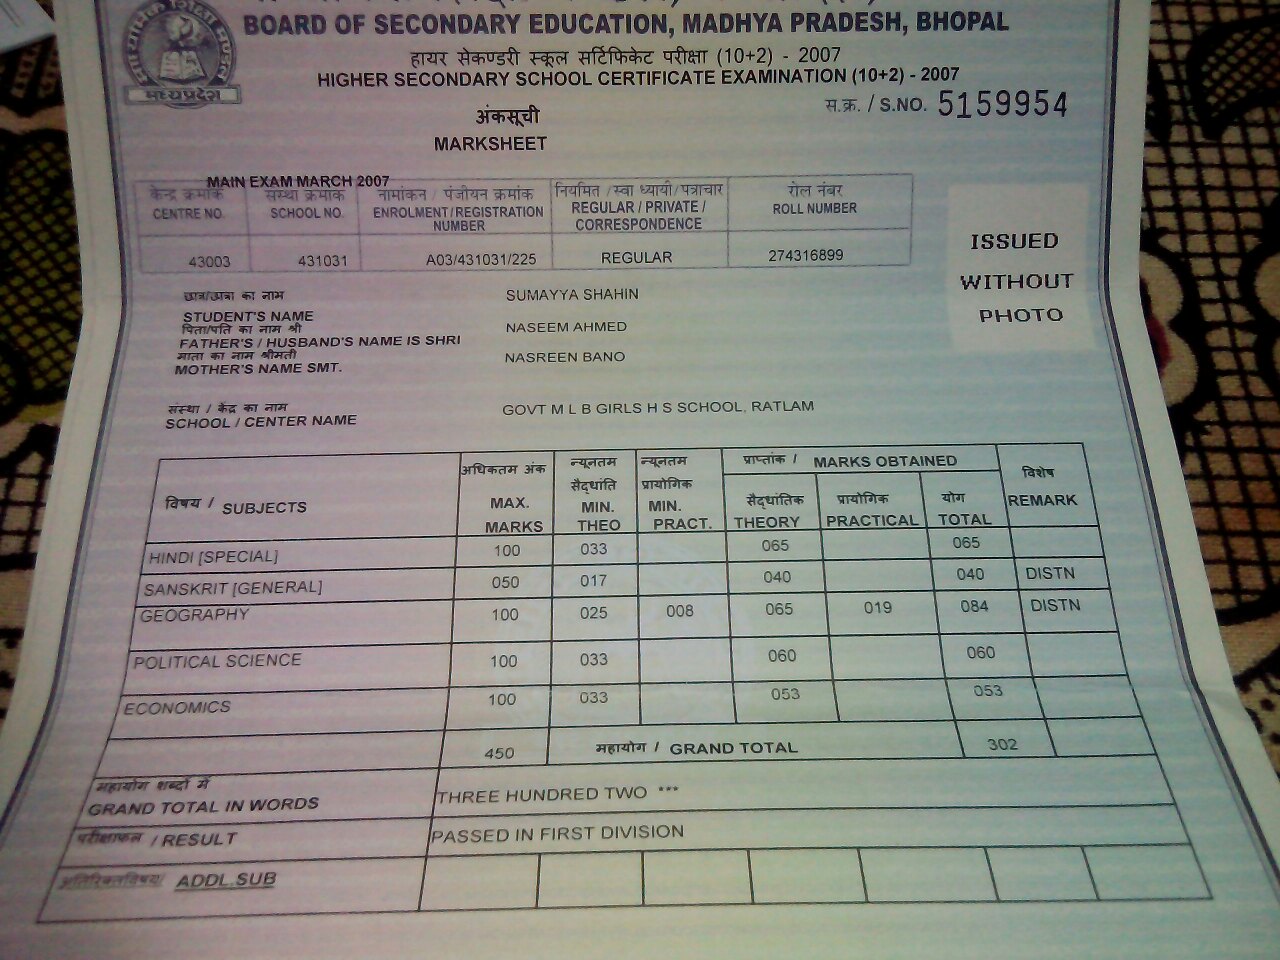 BOARD OF SECONDARY EDUCATION, MADHYA PRADESH, BHOPAL
हायर सेकण्डरी स्कूल सर्टिफिकेट परीक्षा (10+2) - 2007
HIGHER SECONDARY SCHOOL CERTIFICATE EXAMINATION (10+2) - 2007
मध्यप्रदेश
स.क्र. / S.NO. 5159954
अंकसूची
MARKSHEET
MAIN EXAM MARCH 2007
केन्द्र क्रमांक संस्था क्रमांक नामांकन / पंजीयन क्रमांक नियमित /स्वाध्यायी/पत्राचार रोल नंबर
CENTRE NO. SCHOOL NO. ENROLMENT/REGISTRATION NUMBER REGULAR / PRIVATE / CORRESPONDENCE ROLL NUMBER
43003 431031 A03/431031/225 REGULAR 274316899
ISSUED
WITHOUT
PHOTO
छात्र/छात्रा का नाम SUMAYYA SHAHIN
STUDENT'S NAME
पिता/पति का नाम श्री NASEEM AHMED
FATHER'S / HUSBAND'S NAME IS SHRI
माता का नाम श्रीमती NASREEN BANO
MOTHER'S NAME SMT.
संस्था / केंद्र का नाम GOVT M L B GIRLS H S SCHOOL, RATLAM
SCHOOL / CENTER NAME
विषय / SUBJECTS अधिकतम अंक MAX. MARKS न्यूनतम सैद्धांति MIN. THEO न्यूनतम प्रायोगिक MIN. PRACT. प्राप्तांक / MARKS OBTAINED विशेष REMARK
सैद्धांतिक THEORY प्रायोगिक PRACTICAL योग TOTAL
HINDI [SPECIAL] 100 033 065 065
SANSKRIT [GENERAL] 050 017 040 040 DISTN
GEOGRAPHY 100 025 008 065 019 084 DISTN
POLITICAL SCIENCE 100 033 060 060
ECONOMICS 100 033 053 053
450 महायोग / GRAND TOTAL 302
महायोग शब्दों में
GRAND TOTAL IN WORDS THREE HUNDRED TWO ***
परीक्षाफल / RESULT PASSED IN FIRST DIVISION
अतिरिक्तविषय/ ADDL.SUB